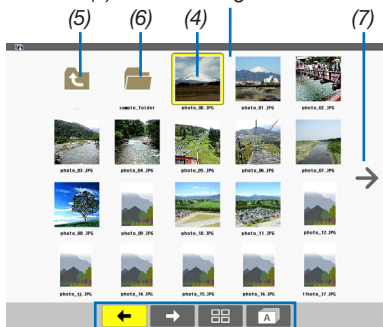 (5) (6) (4) (7)
..
sample_folder
photo_00.JPG
photo_01.JPG
photo_02.JPG
photo_03.JPG
photo_04.JPG
photo_05.JPG
photo_06.JPG
photo_07.JPG
photo_08.JPG
photo_09.JPG
photo_10.JPG
photo_11.JPG
photo_12.JPG
photo_13.JPG
photo_14.JPG
photo_15.JPG
photo_16.JPG
photo_17.JPG
A